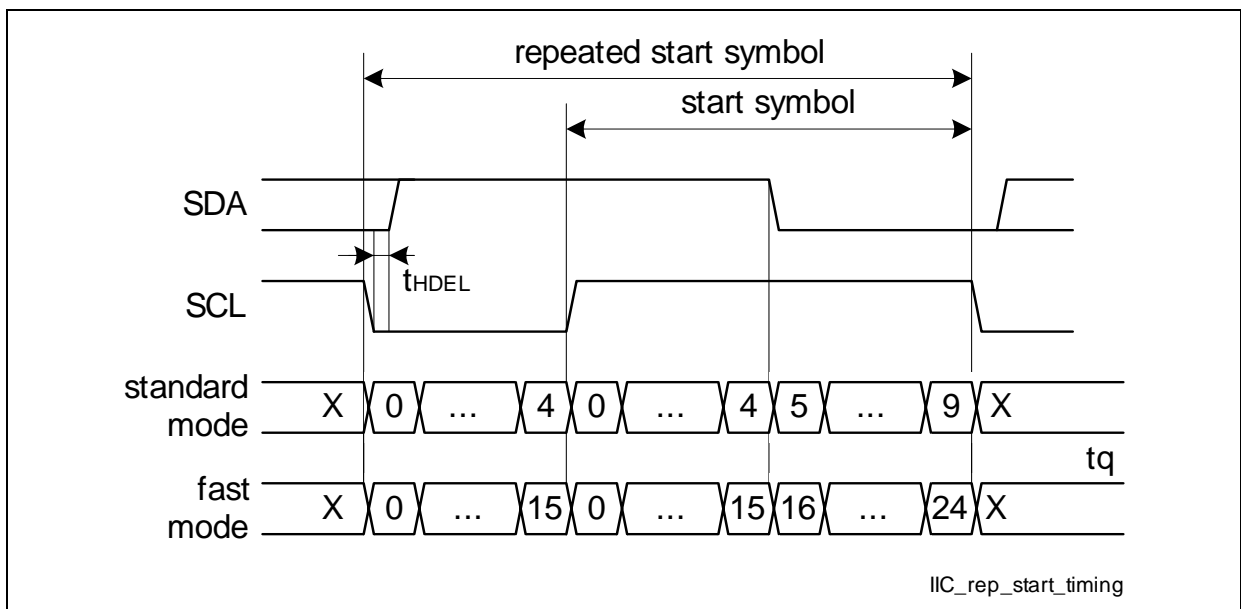 repeated start symbol
start symbol
SDA
tHDEL
SCL
standard mode X 0 ... 4 0 ... 4 5 ... 9 X
tq
fast mode X 0 ... 15 0 ... 15 16 ... 24 X
IIC_rep_start_timing